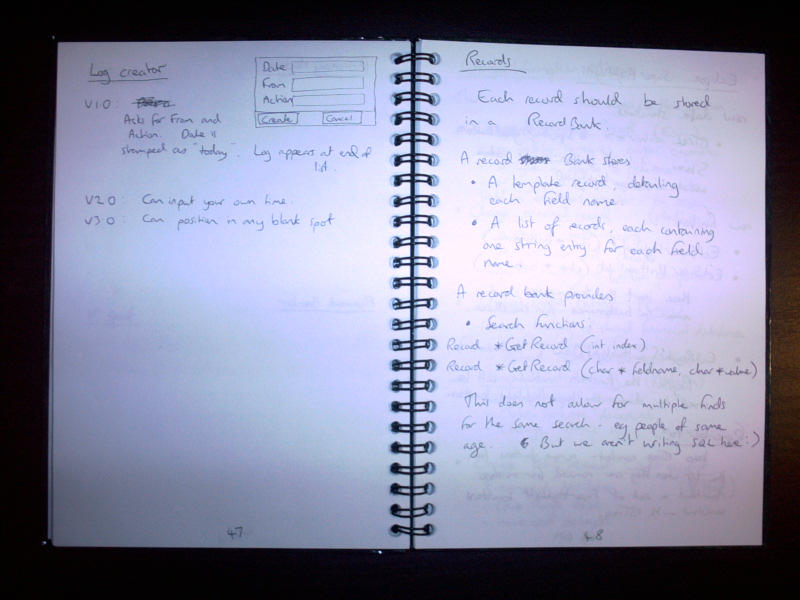 Log creator
Date
From
Action
Create Cancel
V1.0:
Asks for From and
Action. Date is
stamped as "today". Log appears at end of
list.
V2.0: Can input your own time.
V3.0: Can position in any blank spot
47
Records
Each record should be stored
in a RecordBank.
A record Bank stores
• A template record, detailing
each field name.
• A list of records, each containing
one string entry for each field
name.
A record bank provides
• Search functions:
Record *GetRecord (int index)
Record *GetRecord (char * fieldname, char *value)
This does not allow for multiple finds
for the same search - eg people of same
age. But we aren't writing SQL here :)
48